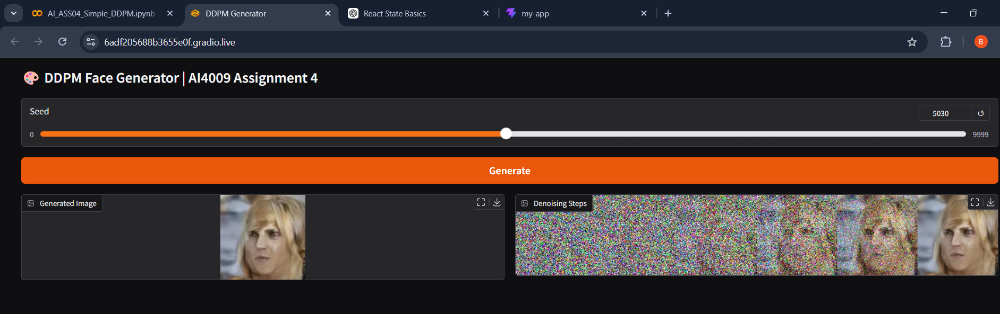 AI_ASS04_Simple_DDPM.ipynb
DDPM Generator
React State Basics
my-app
6adf205688b3655e0f.gradio.live
B
DDPM Face Generator | AI4009 Assignment 4
Seed
5030
0
9999
Generate
Generated Image
Denoising Steps